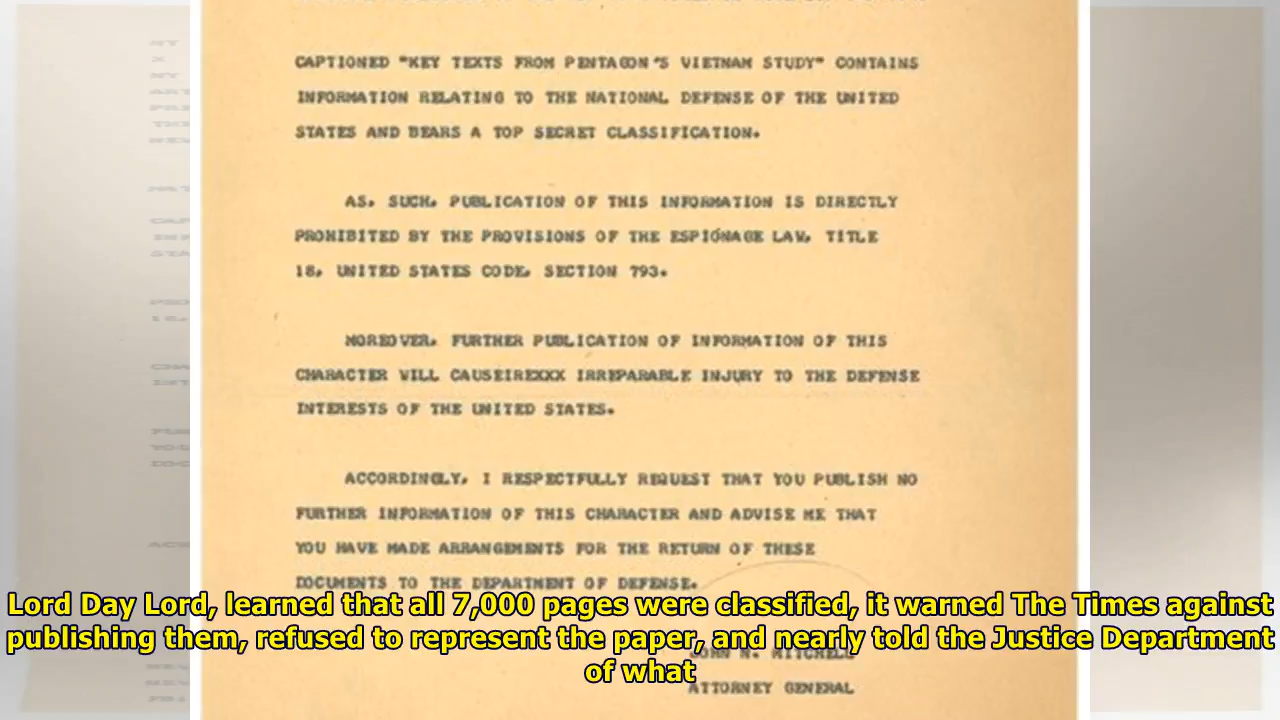 CAPTIONED "KEY TEXTS FROM PENTAGON'S VIETNAM STUDY" CONTAINS
INFORMATION RELATING TO THE NATIONAL DEFENSE OF THE UNITED
STATES AND BEARS A TOP SECRET CLASSIFICATION.
AS, SUCH, PUBLICATION OF THIS INFORMATION IS DIRECTLY
PROHIBITED BY THE PROVISIONS OF THE ESPIONAGE LAW, TITLE
18, UNITED STATES CODE, SECTION 793.
MOREOVER, FURTHER PUBLICATION OF INFORMATION OF THIS
CHARACTER WILL CAUSEIREXXX IRREPARABLE INJURY TO THE DEFENSE
INTERESTS OF THE UNITED STATES.
ACCORDINGLY, I RESPECTFULLY REQUEST THAT YOU PUBLISH NO
FURTHER INFORMATION OF THIS CHARACTER AND ADVISE ME THAT
YOU HAVE MADE ARRANGEMENTS FOR THE RETURN OF THESE
DOCUMENTS TO THE DEPARTMENT OF DEFENSE.
Lord Day Lord, learned that all 7,000 pages were classified, it warned The Times against
publishing them, refused to represent the paper, and nearly told the Justice Department
of what
JOHN N. MITCHELL
ATTORNEY GENERAL